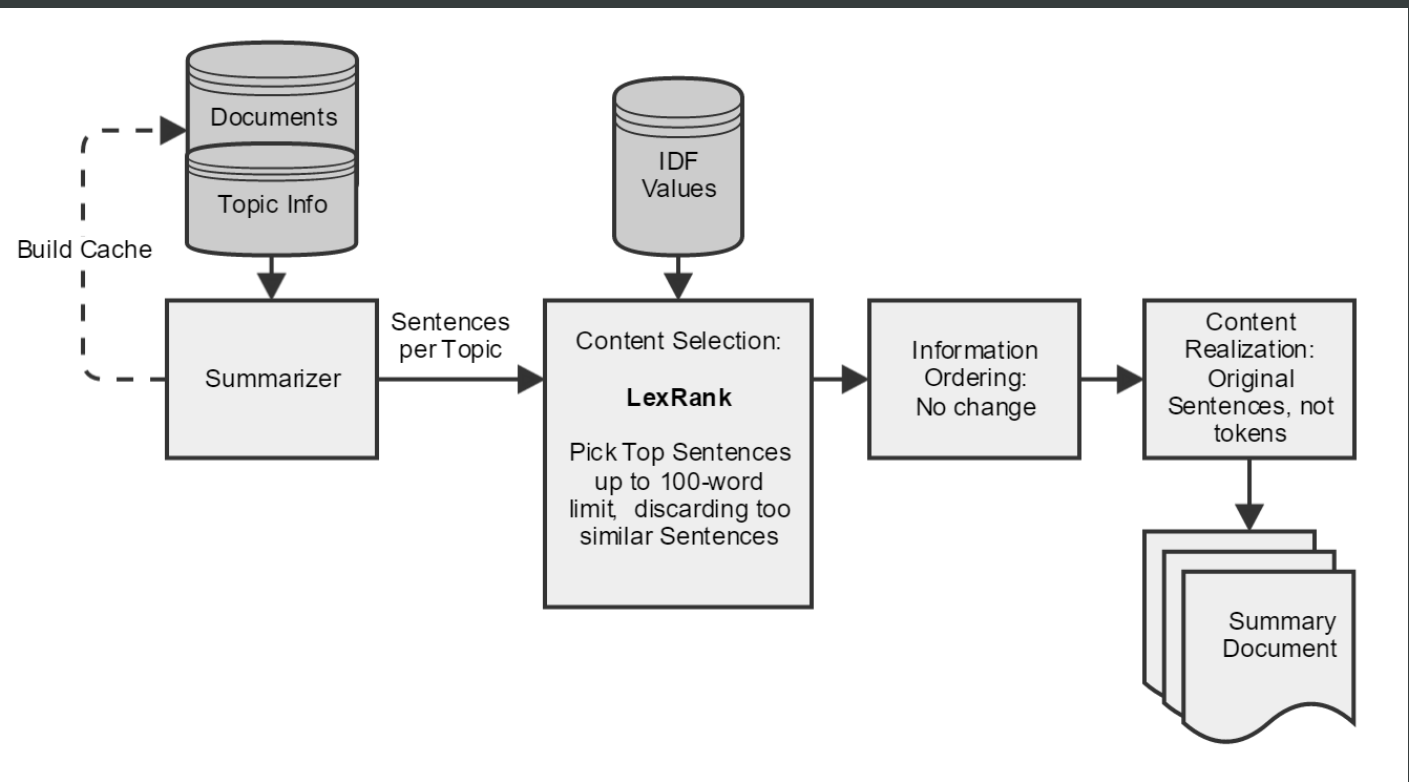 Documents
Topic Info
Build Cache
Summarizer
Sentences
per Topic
IDF
Values
Content Selection:
LexRank
Pick Top Sentences
up to 100-word
limit, discarding too
similar Sentences
Information
Ordering:
No change
Content
Realization:
Original
Sentences, not
tokens
Summary
Document